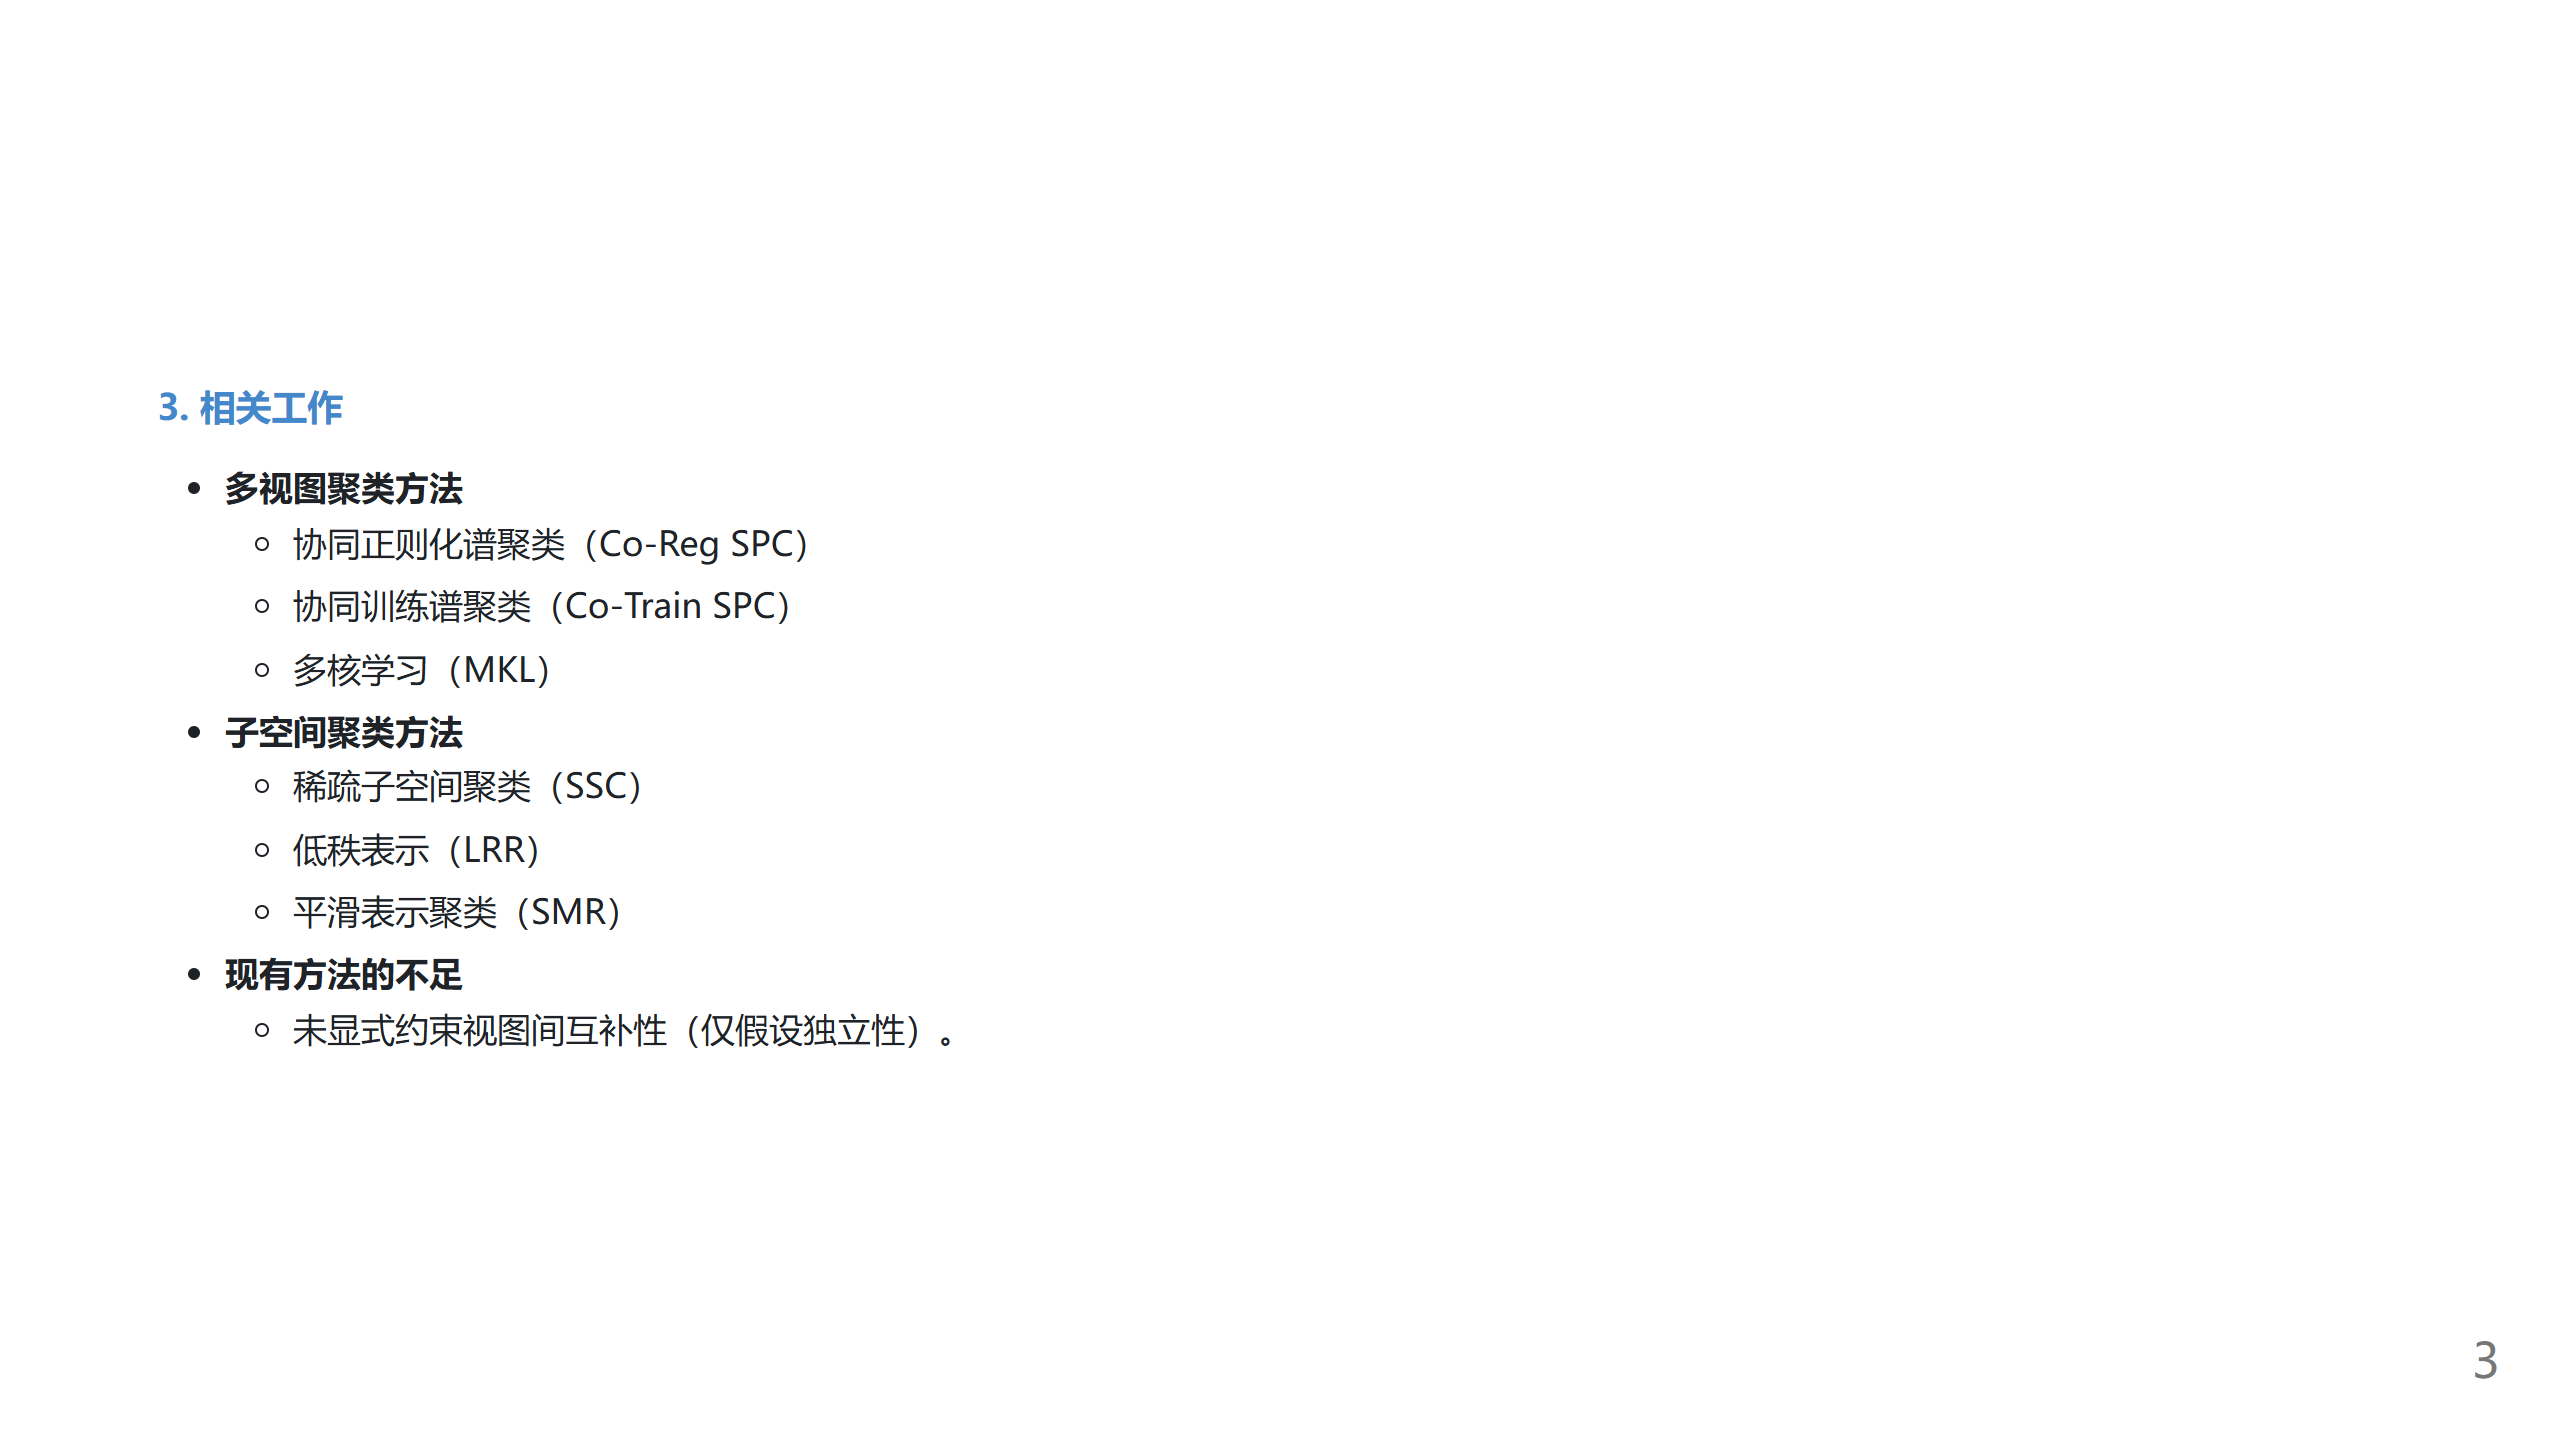 3. 相关工作
多视图聚类方法
协同正则化谱聚类（Co-Reg SPC）
协同训练谱聚类（Co-Train SPC）
多核学习（MKL）
子空间聚类方法
稀疏子空间聚类（SSC）
低秩表示（LRR）
平滑表示聚类（SMR）
现有方法的不足
未显式约束视图间互补性（仅假设独立性）。
3